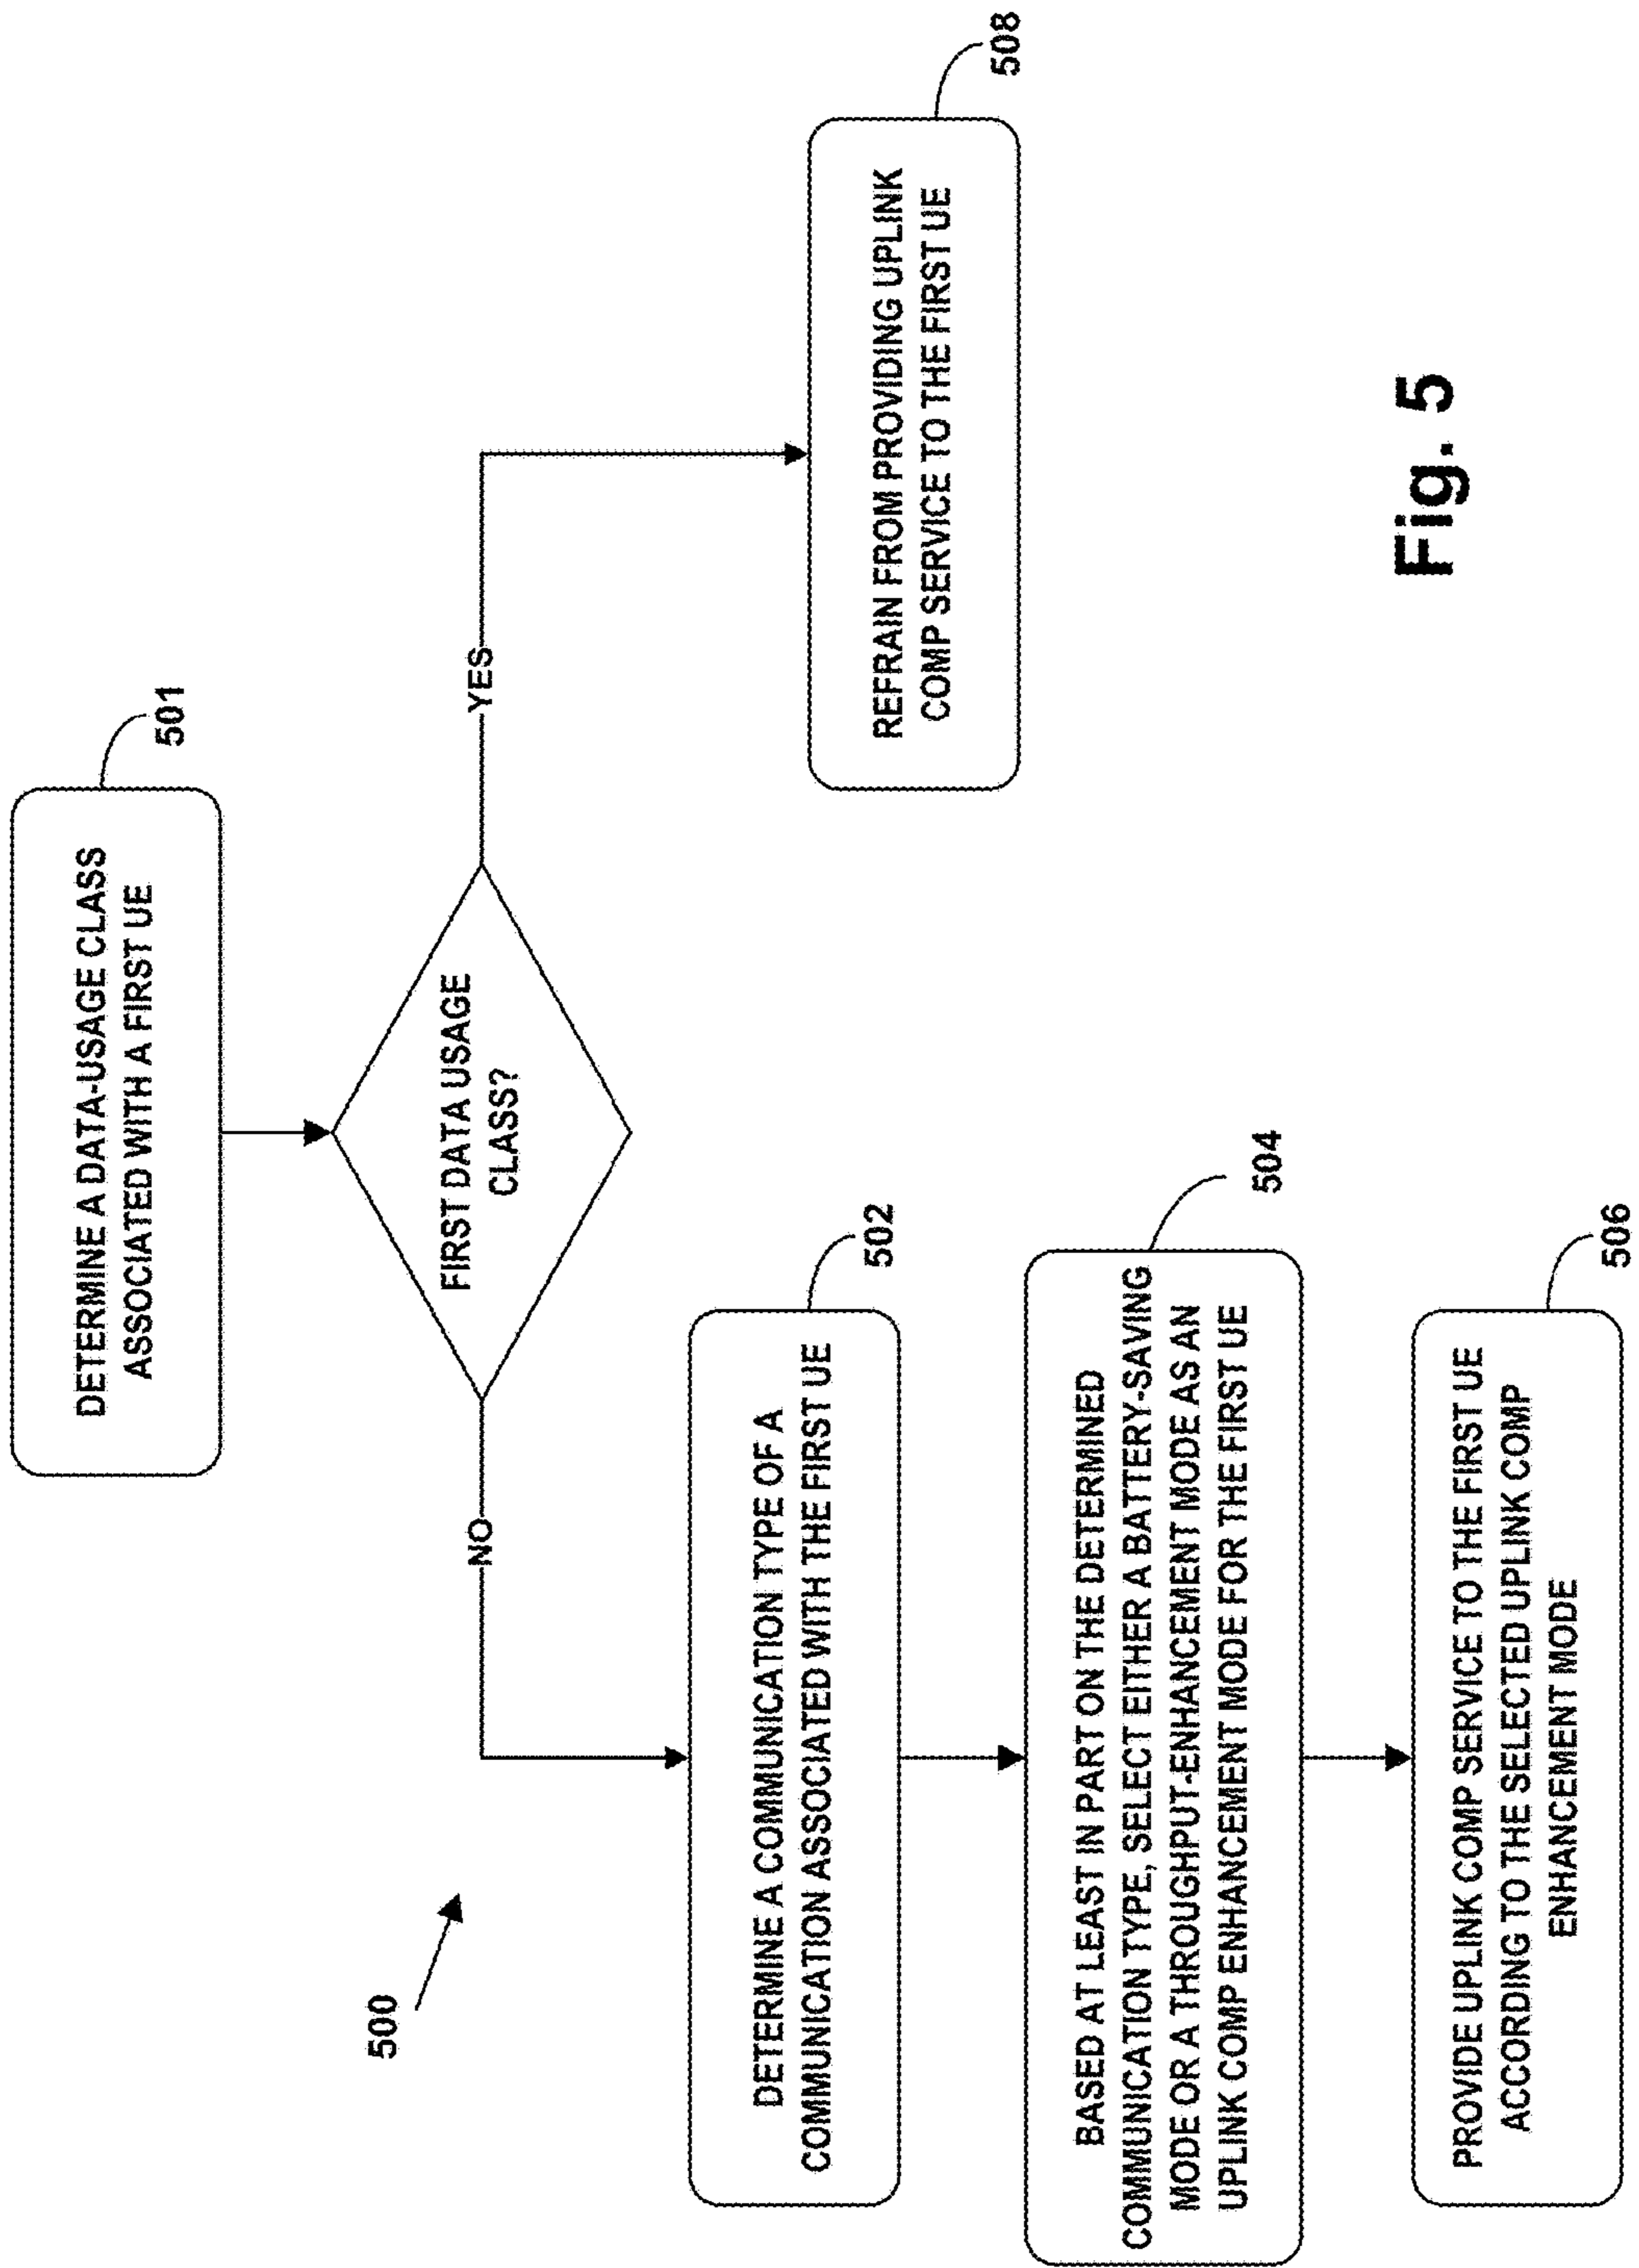 DETERMINE A DATA-USAGE CLASS
ASSOCIATED WITH A FIRST UE
501
FIRST DATA USAGE
CLASS?
NO
YES
500
DETERMINE A COMMUNICATION TYPE OF A
COMMUNICATION ASSOCIATED WITH THE FIRST UE
502
REFRAIN FROM PROVIDING UPLINK
COMP SERVICE TO THE FIRST UE
508
BASED AT LEAST IN PART ON THE DETERMINED
COMMUNICATION TYPE, SELECT EITHER A BATTERY-SAVING
MODE OR A THROUGHPUT-ENHANCEMENT MODE AS AN
UPLINK COMP ENHANCEMENT MODE FOR THE FIRST UE
504
PROVIDE UPLINK COMP SERVICE TO THE FIRST UE
ACCORDING TO THE SELECTED UPLINK COMP
ENHANCEMENT MODE
506
Fig. 5